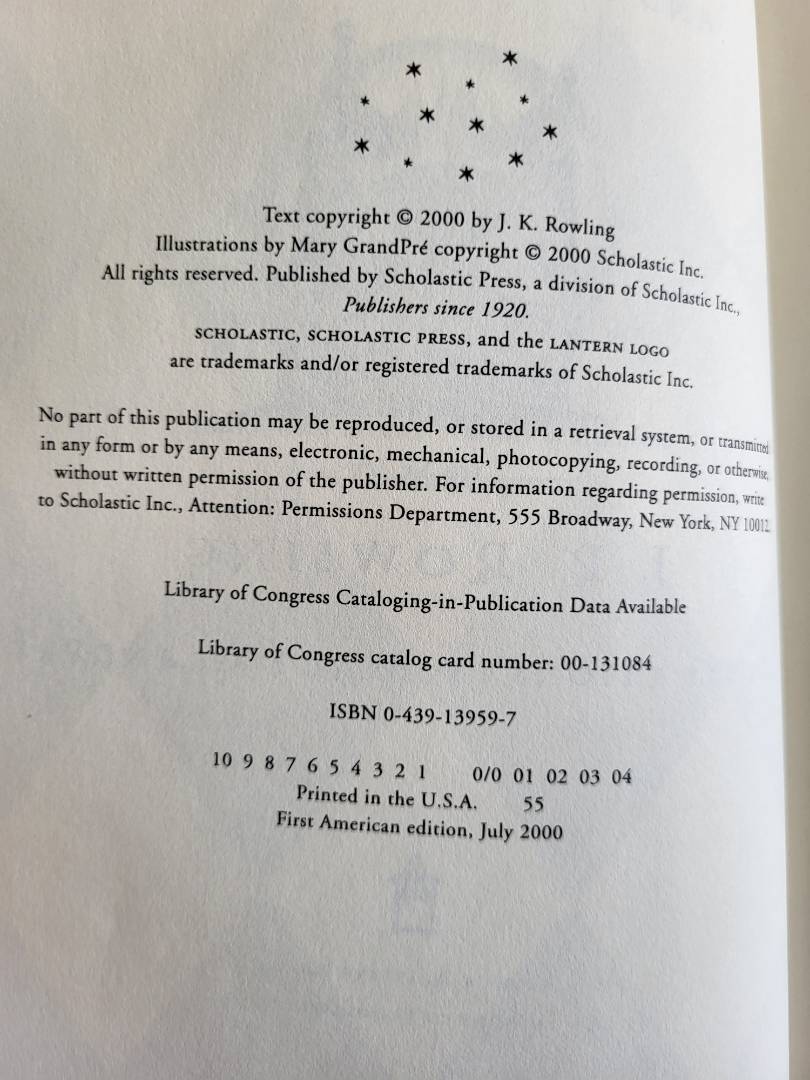 Text copyright © 2000 by J. K. Rowling
Illustrations by Mary GrandPré copyright © 2000 Scholastic Inc.
All rights reserved. Published by Scholastic Press, a division of Scholastic Inc.,
Publishers since 1920.
SCHOLASTIC, SCHOLASTIC PRESS, and the LANTERN LOGO
are trademarks and/or registered trademarks of Scholastic Inc.
No part of this publication may be reproduced, or stored in a retrieval system, or transmitted
in any form or by any means, electronic, mechanical, photocopying, recording, or otherwise,
without written permission of the publisher. For information regarding permission, write
to Scholastic Inc., Attention: Permissions Department, 555 Broadway, New York, NY 10012.
Library of Congress Cataloging-in-Publication Data Available
Library of Congress catalog card number: 00-131084
ISBN 0-439-13959-7
10 9 8 7 6 5 4 3 2 1 0/0 01 02 03 04
Printed in the U.S.A. 55
First American edition, July 2000